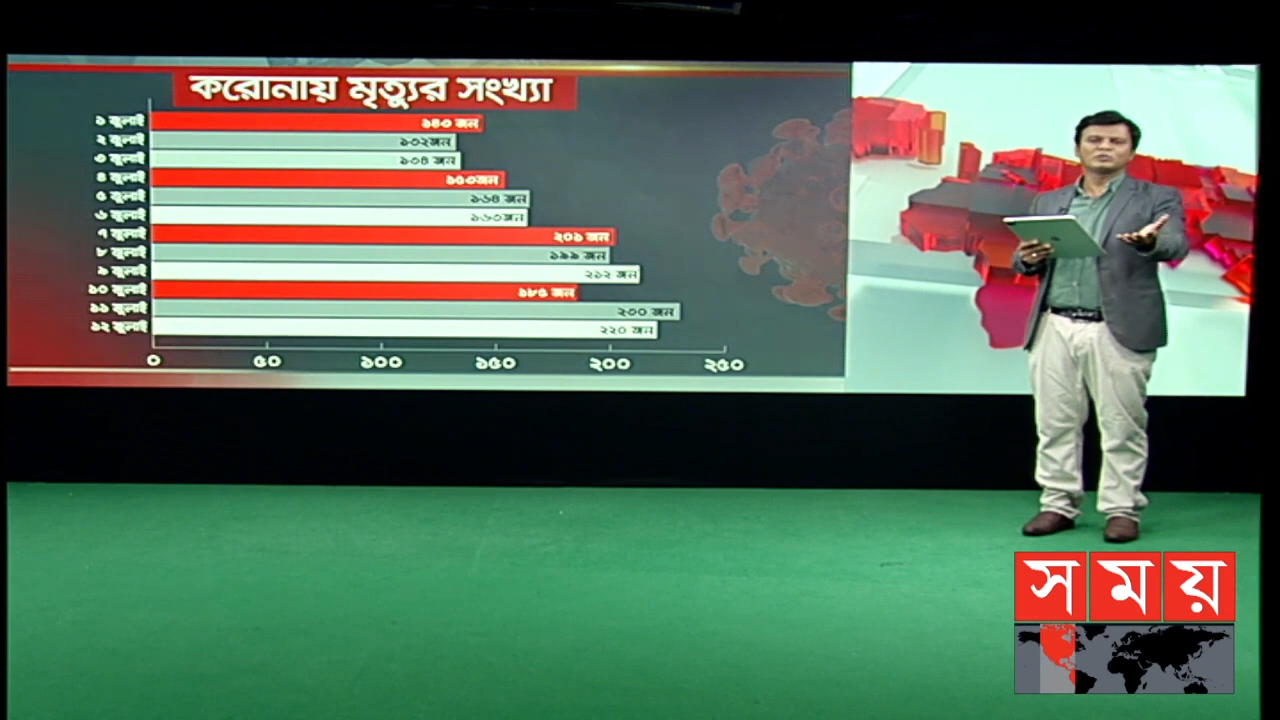 করোনায় মৃত্যুর সংখ্যা
১ জুলাই ১৪৩ জন
২ জুলাই ১৩২জন
৩ জুলাই ১৩৪ জন
৪ জুলাই ১৫৩জন
৫ জুলাই ১৬৪ জন
৬ জুলাই ১৬৩জন
৭ জুলাই ২০১ জন
৮ জুলাই ১৯৯ জন
৯ জুলাই ২১২ জন
১০ জুলাই ১৮৫ জন
১১ জুলাই ২৩০ জন
১২ জুলাই ২২০ জন
০ ৫০ ১০০ ১৫০ ২০০ ২৫০
সময়